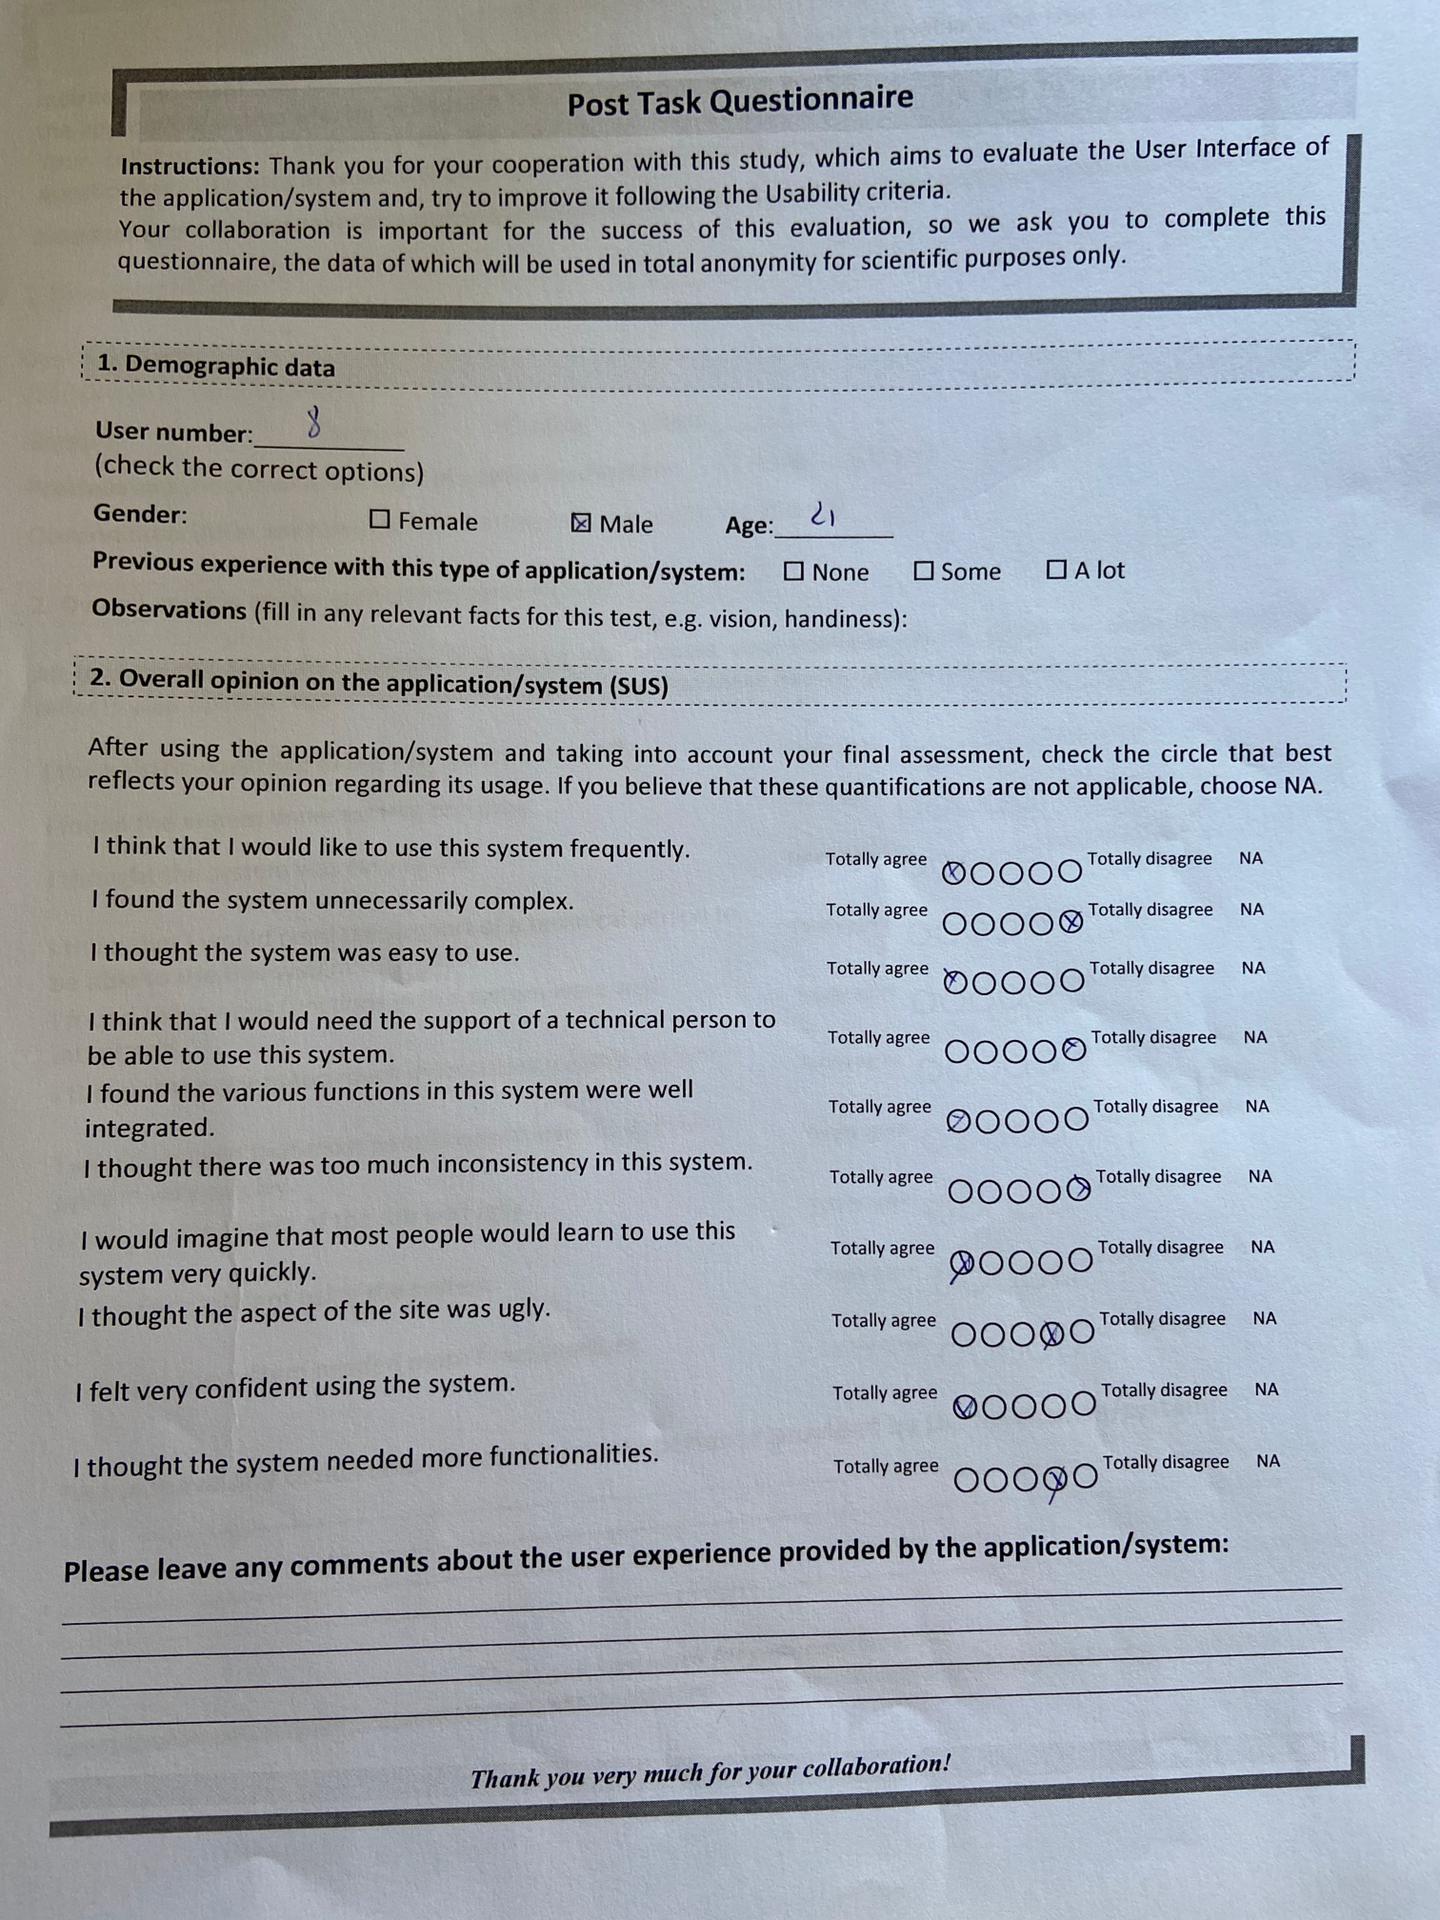 Post Task Questionnaire
Instructions: Thank you for your cooperation with this study, which aims to evaluate the User Interface of
the application/system and, try to improve it following the Usability criteria.
Your collaboration is important for the success of this evaluation, so we ask you to complete this
questionnaire, the data of which will be used in total anonymity for scientific purposes only.
1. Demographic data
User number: 8
(check the correct options)
Gender: ☐ Female ☒ Male Age: 21
Previous experience with this type of application/system: ☐ None ☐ Some ☐ A lot
Observations (fill in any relevant facts for this test, e.g. vision, handiness):
2. Overall opinion on the application/system (SUS)
After using the application/system and taking into account your final assessment, check the circle that best
reflects your opinion regarding its usage. If you believe that these quantifications are not applicable, choose NA.
I think that I would like to use this system frequently. Totally agree ⊗○○○○ Totally disagree NA
I found the system unnecessarily complex. Totally agree ○○○○⊗ Totally disagree NA
I thought the system was easy to use. Totally agree ⊗○○○○ Totally disagree NA
I think that I would need the support of a technical person to
be able to use this system. Totally agree ○○○○⊗ Totally disagree NA
I found the various functions in this system were well
integrated. Totally agree ⊗○○○○ Totally disagree NA
I thought there was too much inconsistency in this system. Totally agree ○○○○⊗ Totally disagree NA
I would imagine that most people would learn to use this
system very quickly. Totally agree ⊗○○○○ Totally disagree NA
I thought the aspect of the site was ugly. Totally agree ○○○⊗○ Totally disagree NA
I felt very confident using the system. Totally agree ⊗○○○○ Totally disagree NA
I thought the system needed more functionalities. Totally agree ○○○⊗○ Totally disagree NA
Please leave any comments about the user experience provided by the application/system:
Thank you very much for your collaboration!